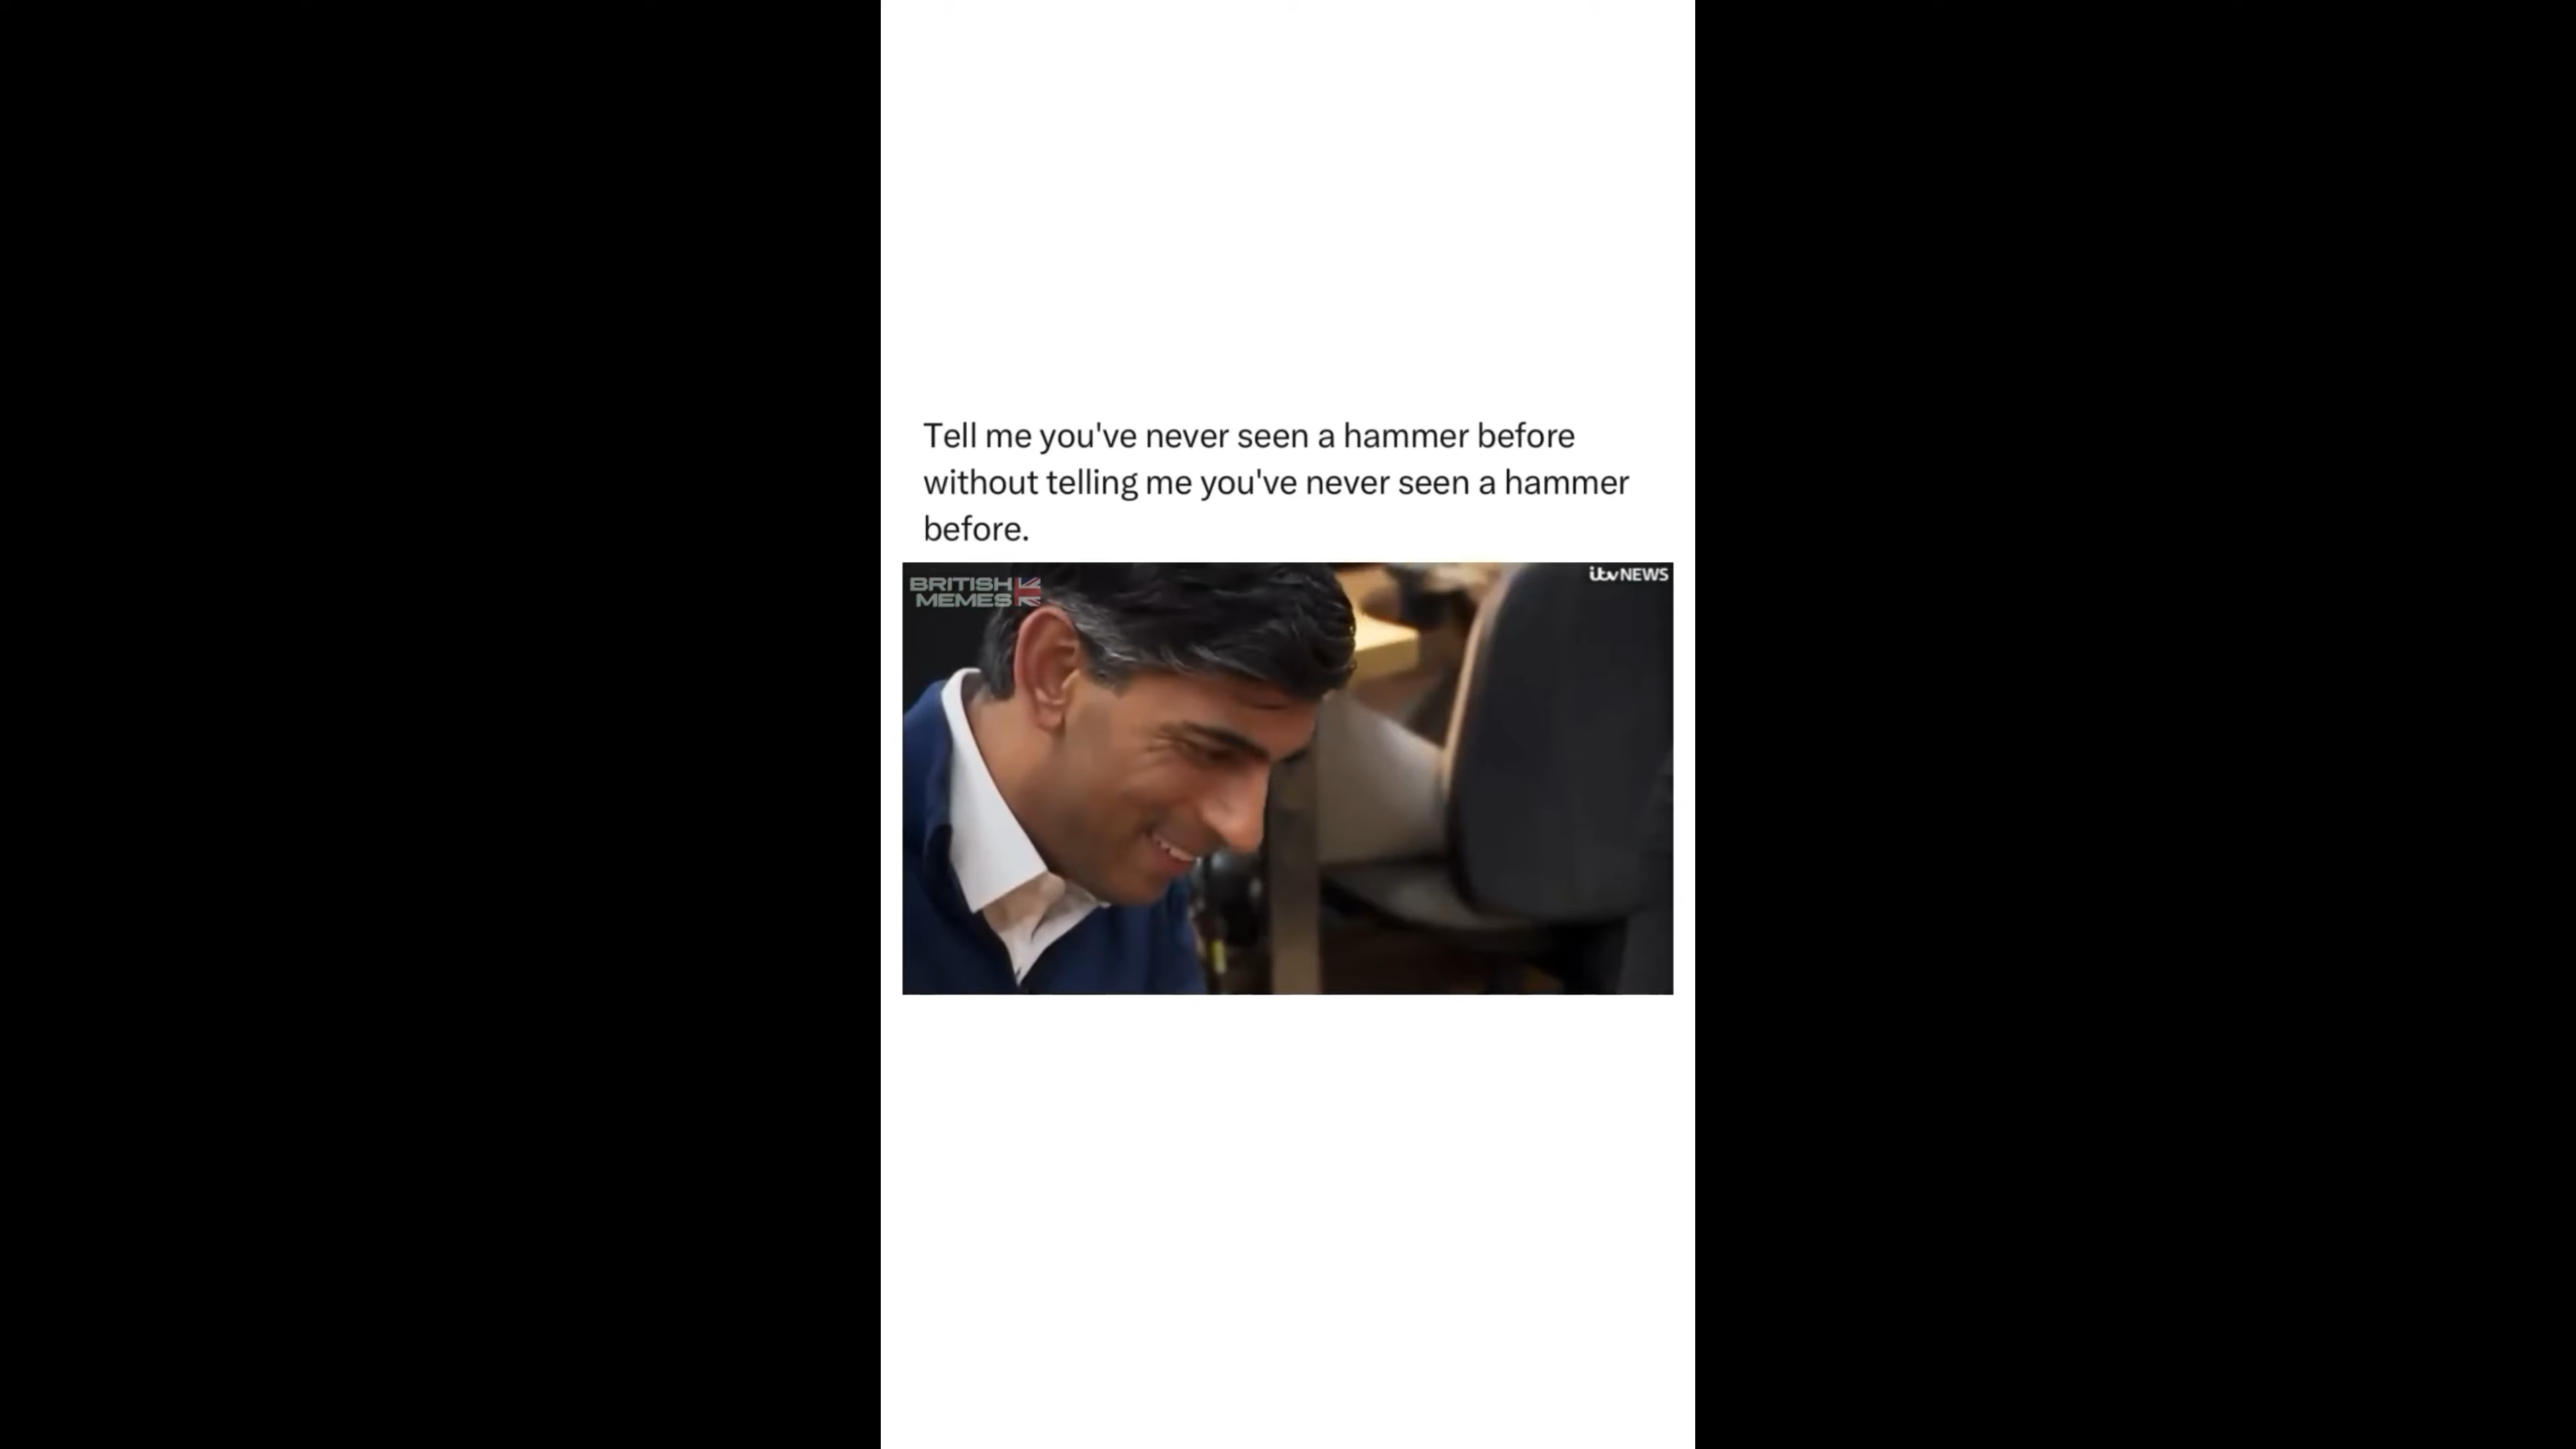 Tell me you've never seen a hammer before
without telling me you've never seen a hammer
before.
BRITISH
MEMES
itv NEWS